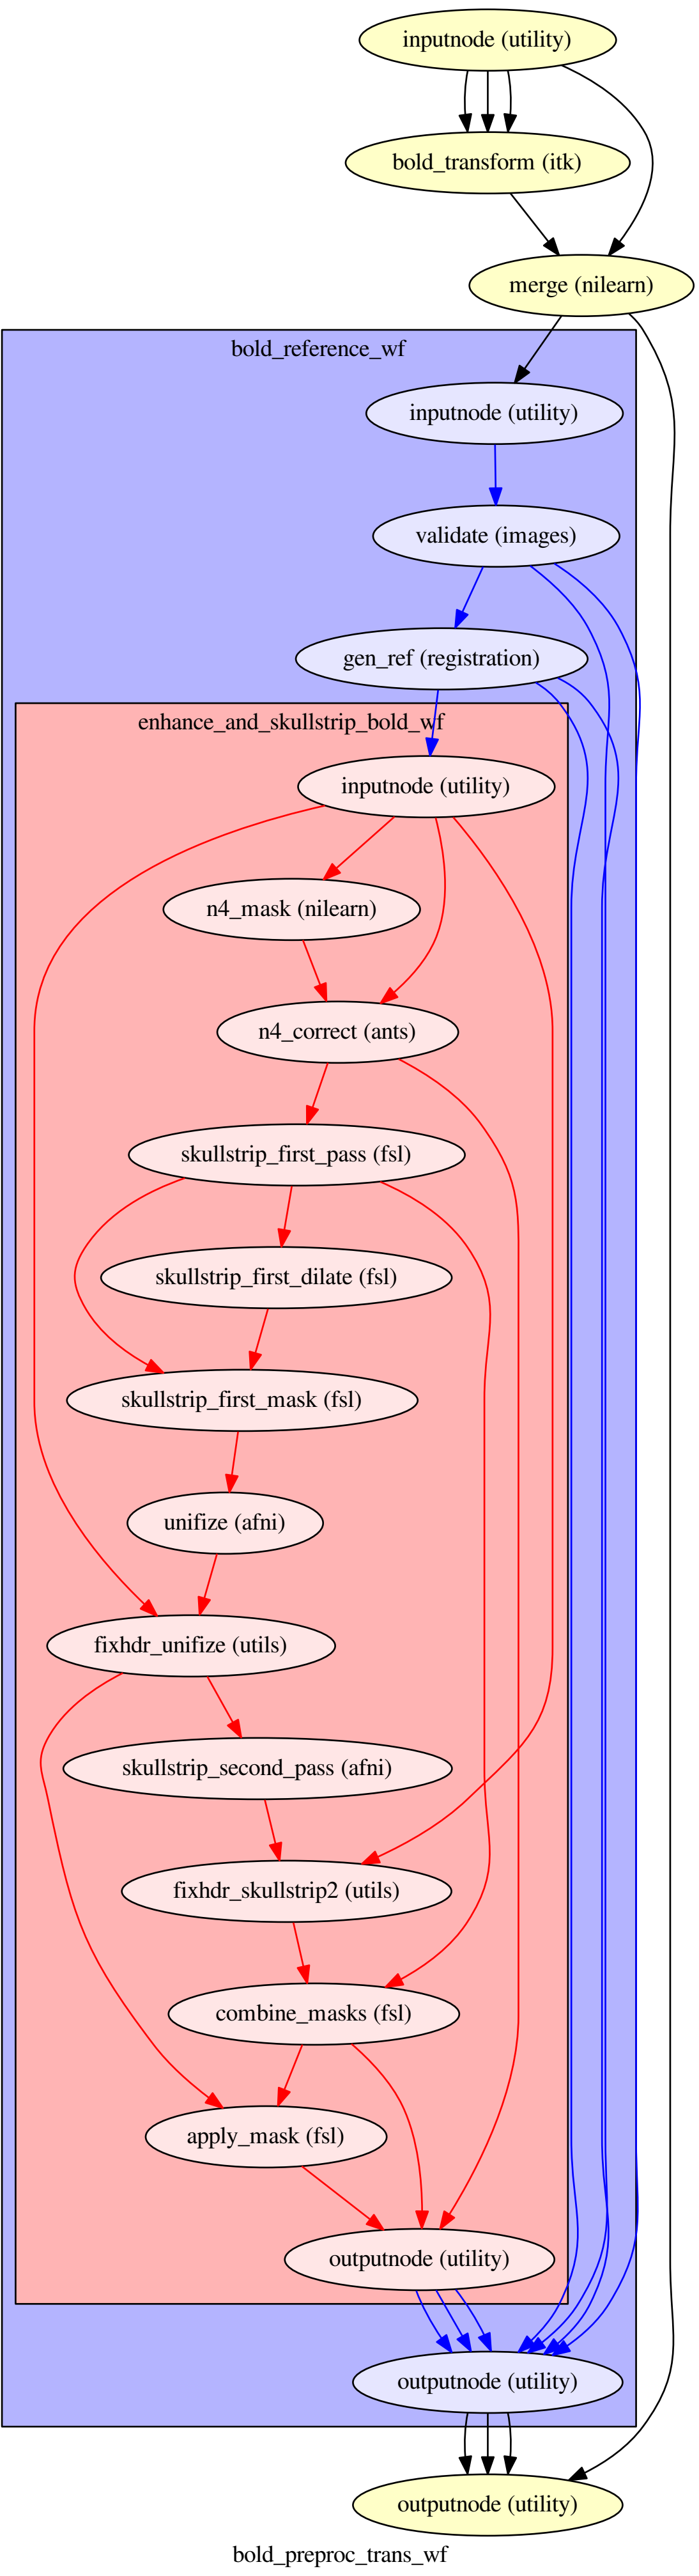 inputnode (utility)
bold_transform (itk)
merge (nilearn)
bold_reference_wf
inputnode (utility)
validate (images)
gen_ref (registration)
enhance_and_skullstrip_bold_wf
inputnode (utility)
n4_mask (nilearn)
n4_correct (ants)
skullstrip_first_pass (fsl)
skullstrip_first_dilate (fsl)
skullstrip_first_mask (fsl)
unifize (afni)
fixhdr_unifize (utils)
skullstrip_second_pass (afni)
fixhdr_skullstrip2 (utils)
combine_masks (fsl)
apply_mask (fsl)
outputnode (utility)
outputnode (utility)
outputnode (utility)
bold_preproc_trans_wf